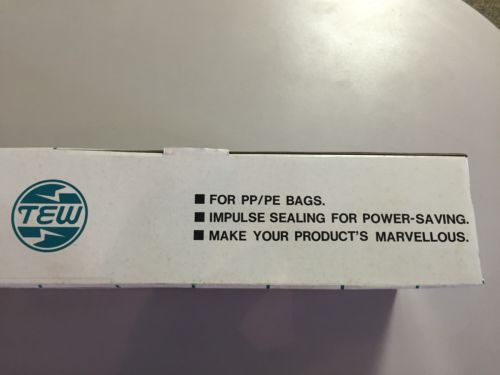 TEW
FOR PP/PE BAGS.
IMPULSE SEALING FOR POWER-SAVING.
MAKE YOUR PRODUCT'S MARVELLOUS.